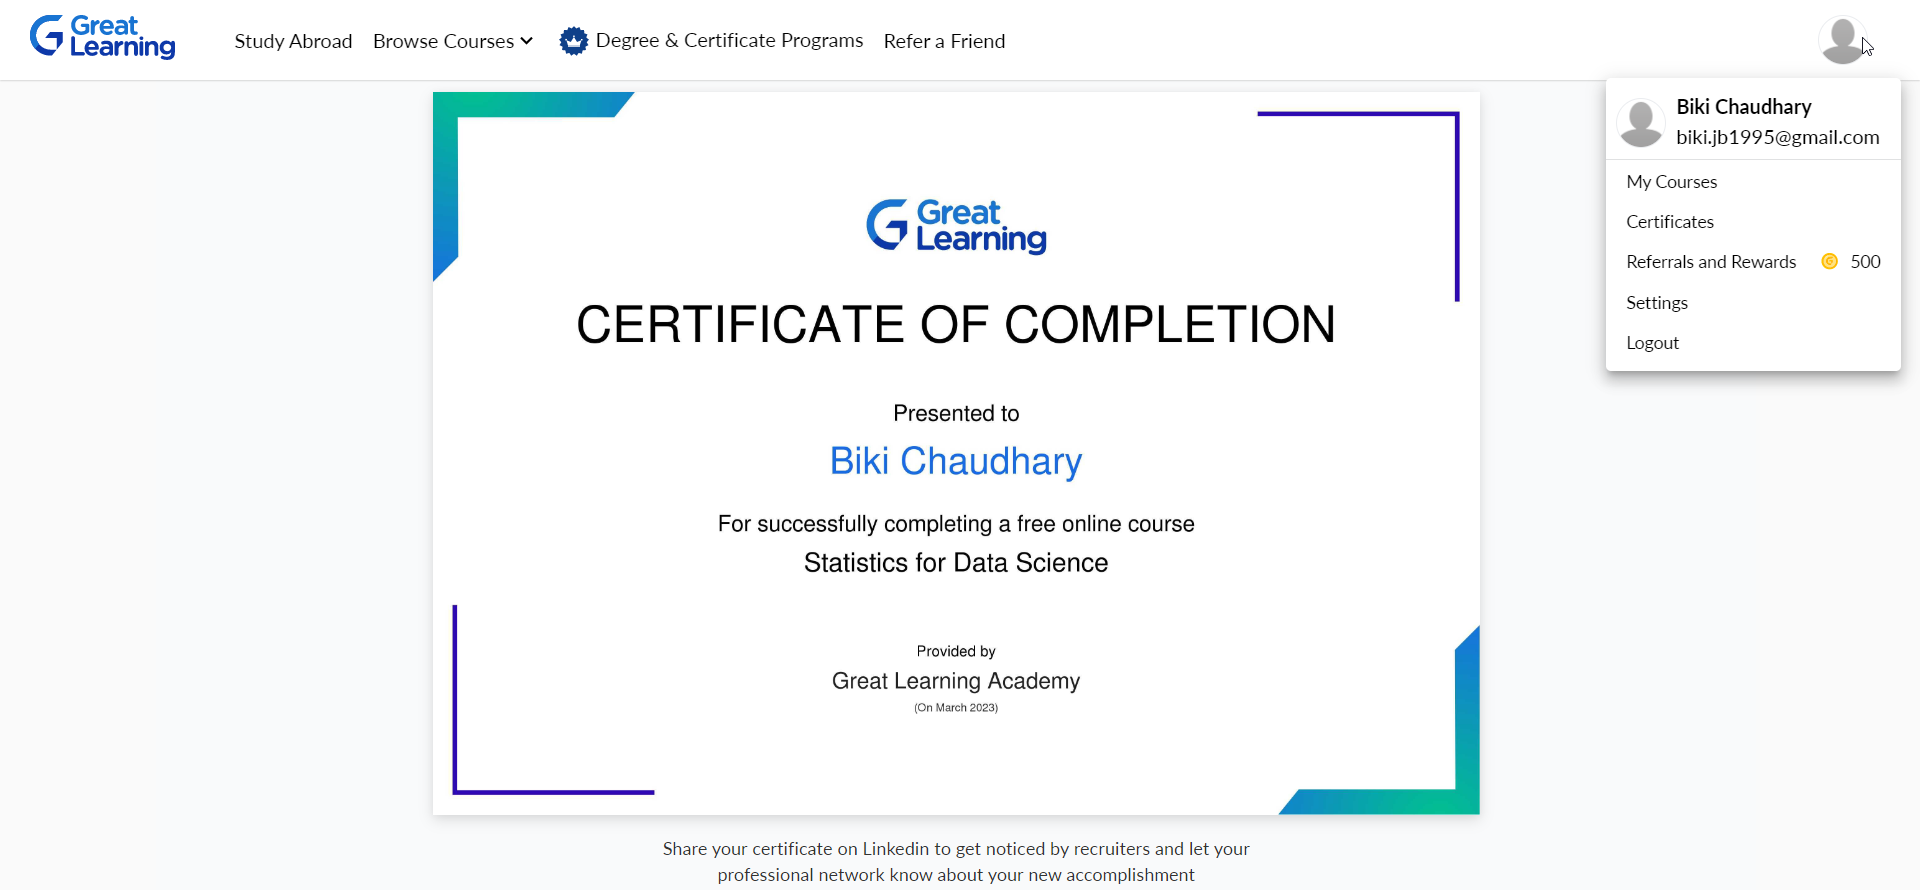 Great
Learning
Study Abroad
Browse Courses
Degree & Certificate Programs
Refer a Friend
Biki Chaudhary
biki.jb1995@gmail.com
My Courses
Certificates
Referrals and Rewards 500
Settings
Logout
Great
Learning
CERTIFICATE OF COMPLETION
Presented to
Biki Chaudhary
For successfully completing a free online course
Statistics for Data Science
Provided by
Great Learning Academy
(On March 2023)
Share your certificate on Linkedin to get noticed by recruiters and let your
professional network know about your new accomplishment